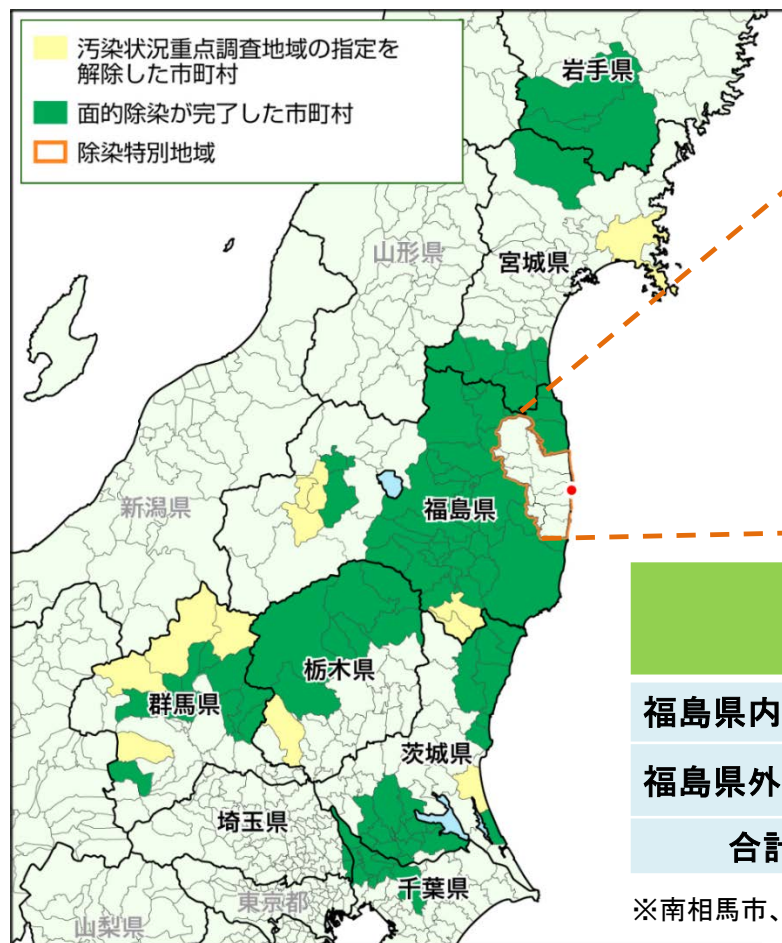 汚染状況重点調査地域の指定を
解除した市町村
面的除染が完了した市町村
除染特別地域
岩手県
山形県
宮城県
新潟県
福島県
栃木県
群馬県
茨城県
埼玉県
千葉県
東京都
山梨県
福島県内
福島県外
合計
※南相馬市、